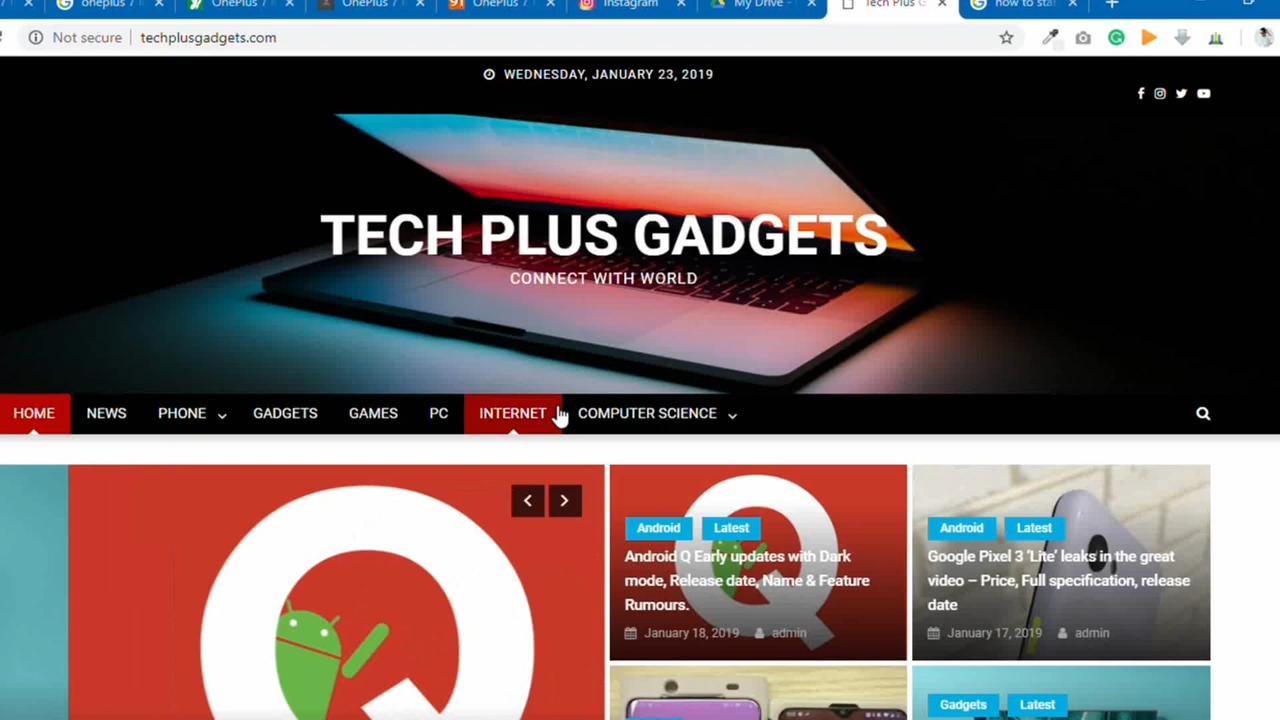 oneplus 7
OnePlus 7
OnePlus 7
OnePlus 7
Instagram
My Drive -
Tech Plus G
how to sta
Not secure
techplusgadgets.com
WEDNESDAY, JANUARY 23, 2019
TECH PLUS GADGETS
CONNECT WITH WORLD
HOME
NEWS
PHONE
GADGETS
GAMES
PC
INTERNET
COMPUTER SCIENCE
Android
Latest
Android Q Early updates with Dark
mode, Release date, Name & Feature
Rumours.
January 18, 2019
admin
Android
Latest
Google Pixel 3 ‘Lite’ leaks in the great
video – Price, Full specification, release
date
January 17, 2019
admin
Gadgets
Latest